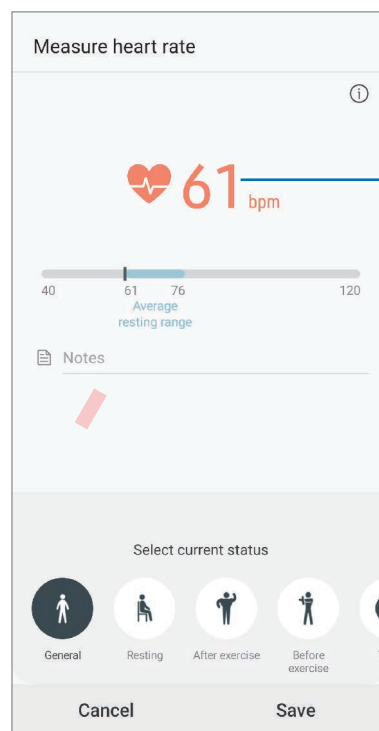 Measure heart rate
61 bpm
40 61 76 120
Average
resting range
Notes
Select current status
General Resting After exercise Before
exercise
Cancel Save